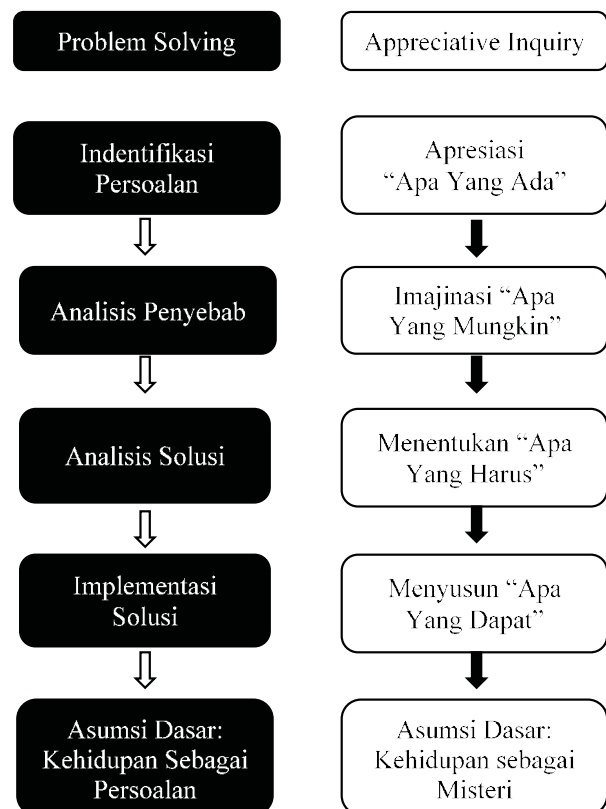 Problem Solving
Indentifikasi
Persoalan
Analisis Penyebab
Analisis Solusi
Implementasi
Solusi
Asumsi Dasar:
Kehidupan Sebagai
Persoalan
Appreciative Inquiry
Apresiasi
“Apa Yang Ada”
Imajinasi “Apa
Yang Mungkin”
Menentukan “Apa
Yang Harus”
Menyusun “Apa
Yang Dapat”
Asumsi Dasar:
Kehidupan sebagai
Misteri